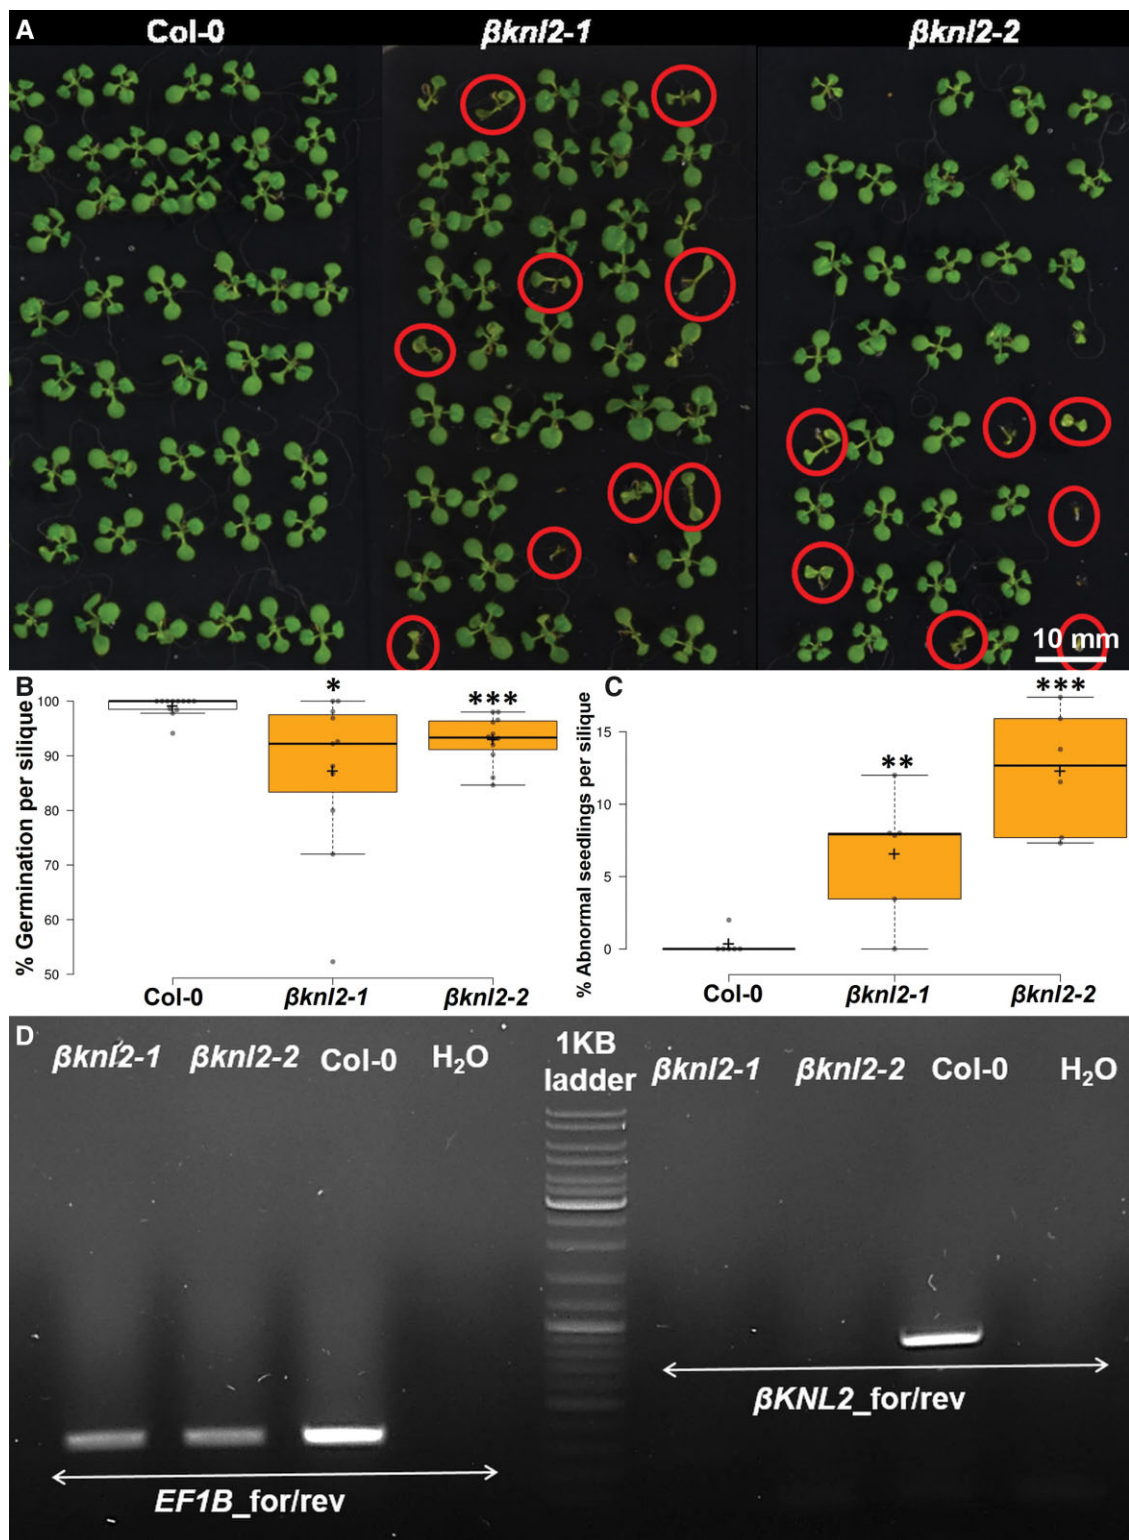 A
Col-0
βknl2-1
βknl2-2
10 mm
B
% Germination per silique
100
90
80
70
60
50
*
***
Col-0
βknl2-1
βknl2-2
C
% Abnormal seedlings per silique
15
10
5
0
**
***
Col-0
βknl2-1
βknl2-2
D
βknl2-1
βknl2-2
Col-0
H₂O
1KB
ladder
βknl2-1
βknl2-2
Col-0
H₂O
EF1B_for/rev
βKNL2_for/rev